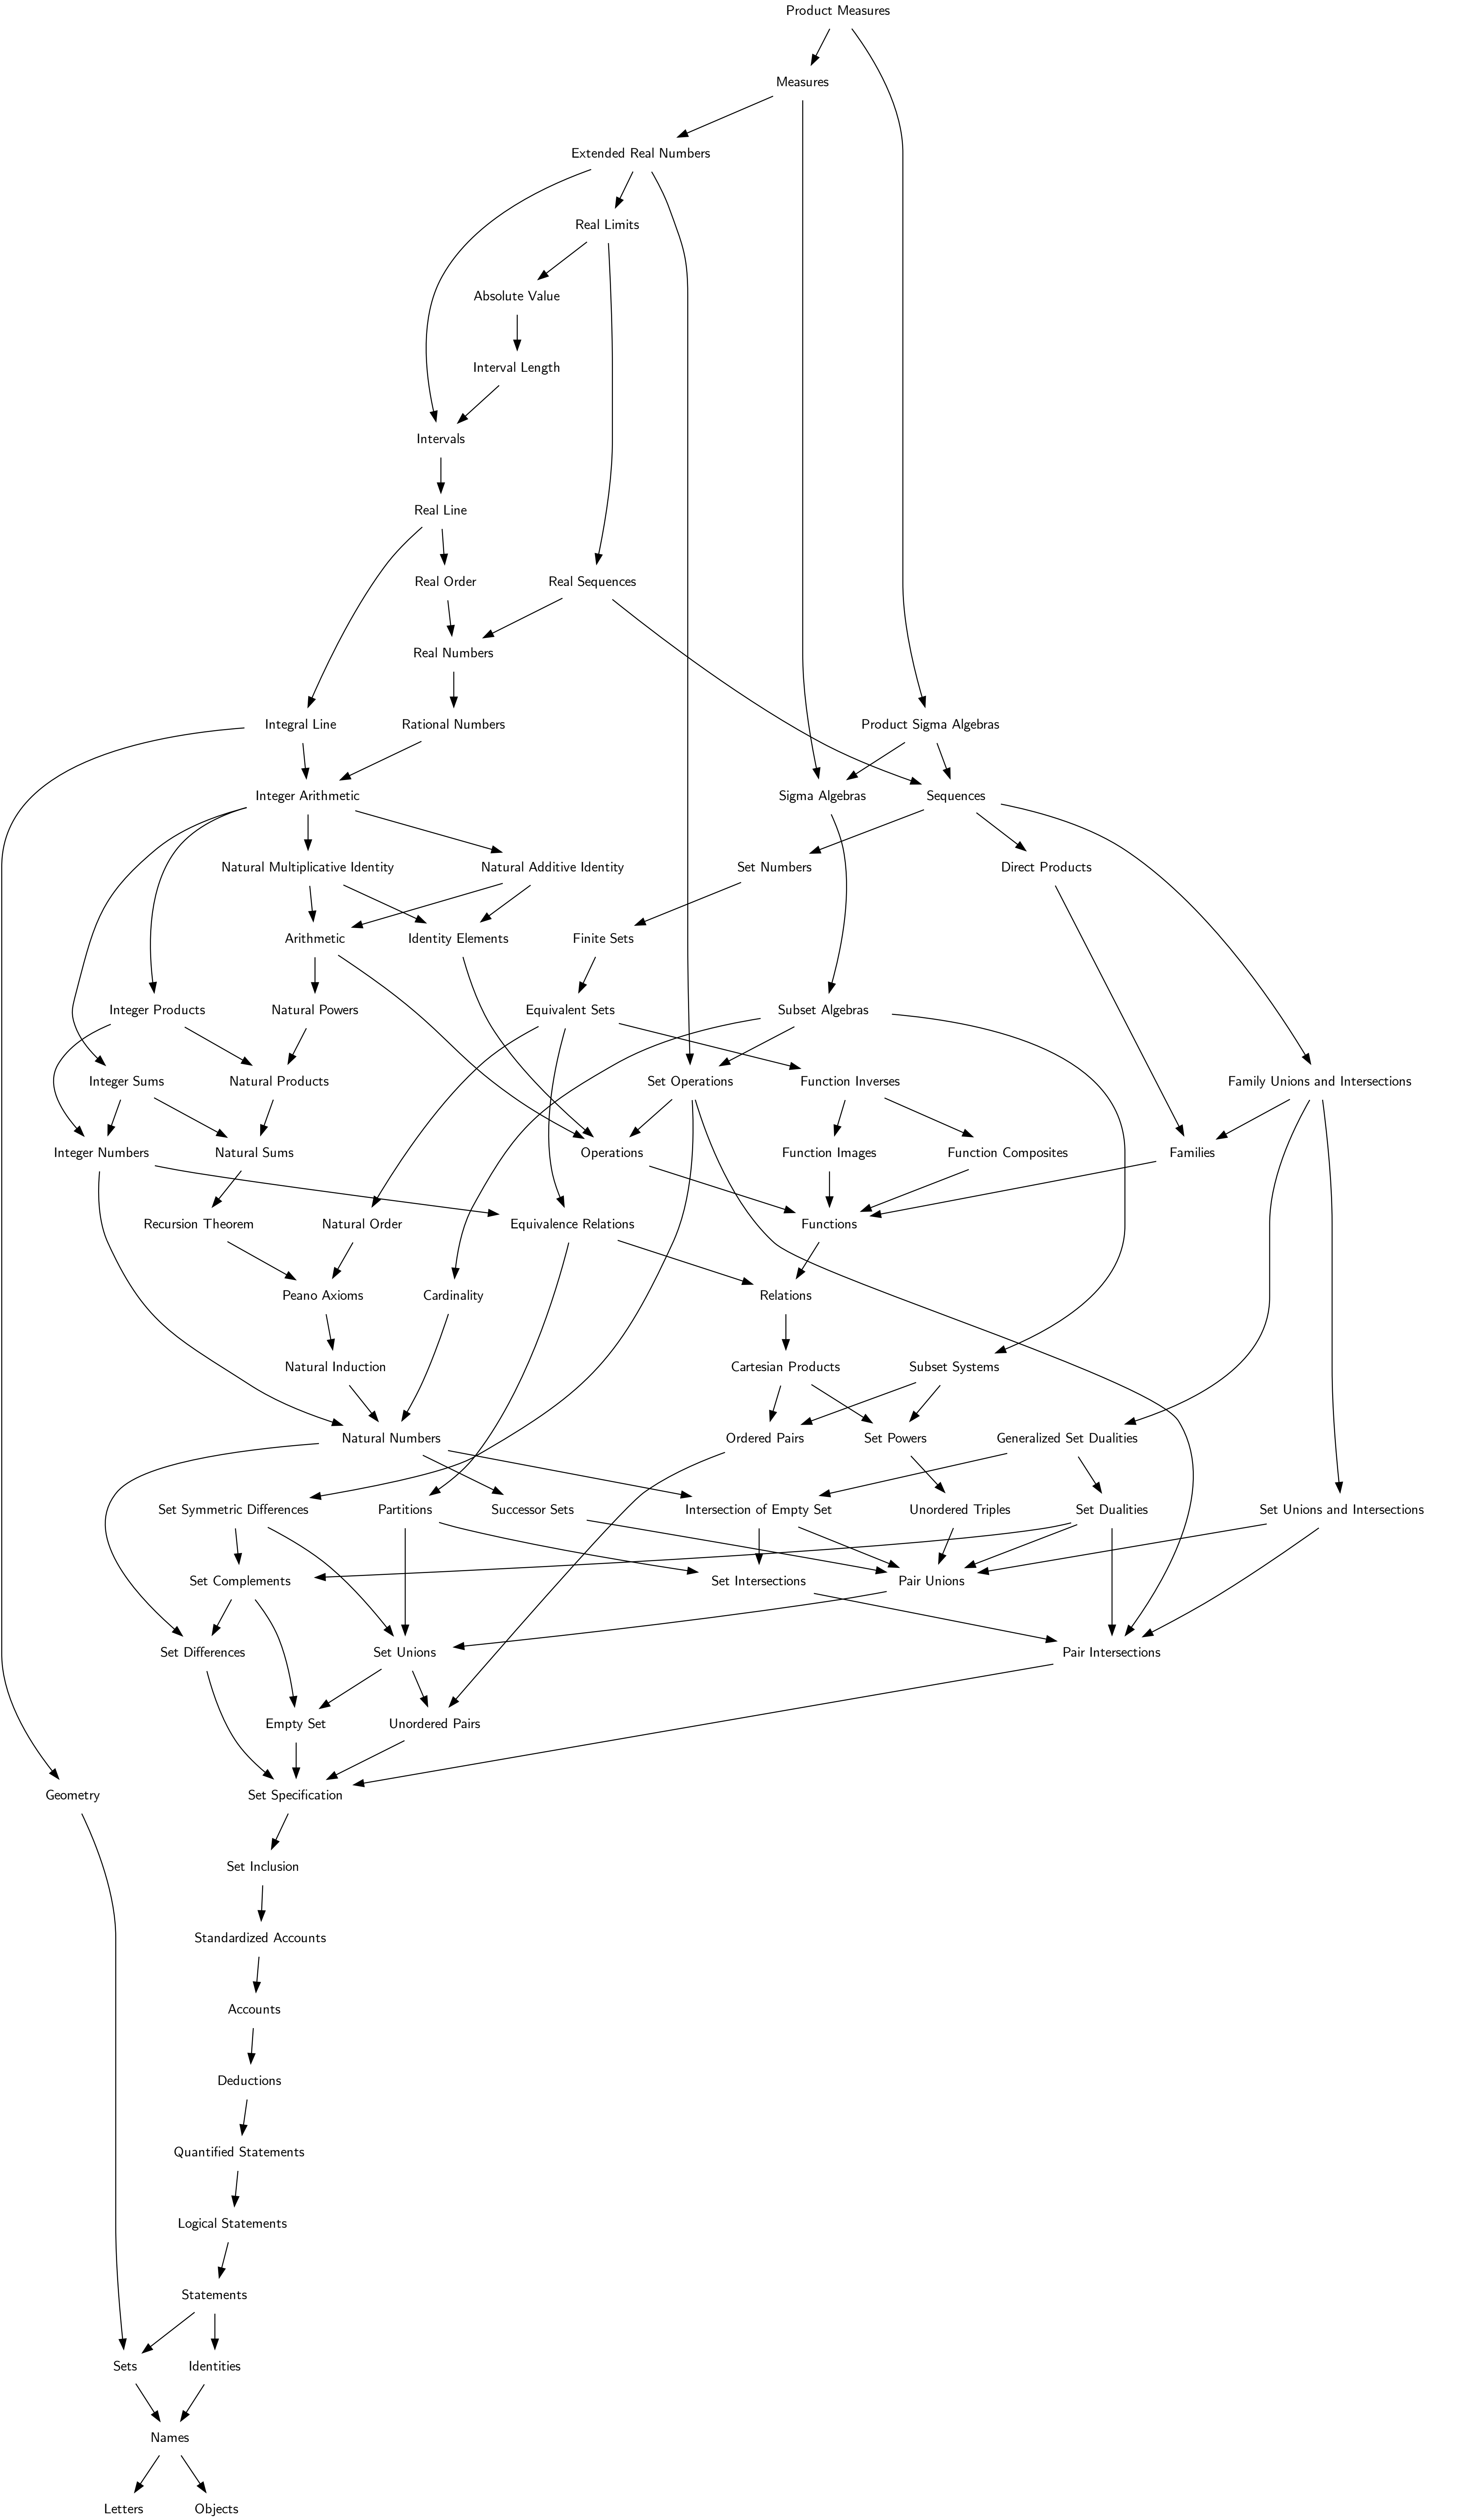 Product Measures
Measures
Extended Real Numbers
Real Limits
Absolute Value
Interval Length
Intervals
Real Line
Real Order
Real Sequences
Real Numbers
Integral Line
Rational Numbers
Product Sigma Algebras
Integer Arithmetic
Sigma Algebras
Sequences
Natural Multiplicative Identity
Natural Additive Identity
Set Numbers
Direct Products
Arithmetic
Identity Elements
Finite Sets
Integer Products
Natural Powers
Equivalent Sets
Subset Algebras
Integer Sums
Natural Products
Set Operations
Function Inverses
Family Unions and Intersections
Integer Numbers
Natural Sums
Operations
Function Images
Function Composites
Families
Recursion Theorem
Natural Order
Equivalence Relations
Functions
Peano Axioms
Cardinality
Relations
Natural Induction
Cartesian Products
Subset Systems
Natural Numbers
Ordered Pairs
Set Powers
Generalized Set Dualities
Set Symmetric Differences
Partitions
Successor Sets
Intersection of Empty Set
Unordered Triples
Set Dualities
Set Unions and Intersections
Set Complements
Set Intersections
Pair Unions
Set Differences
Set Unions
Pair Intersections
Empty Set
Unordered Pairs
Geometry
Set Specification
Set Inclusion
Standardized Accounts
Accounts
Deductions
Quantified Statements
Logical Statements
Statements
Sets
Identities
Names
Letters
Objects